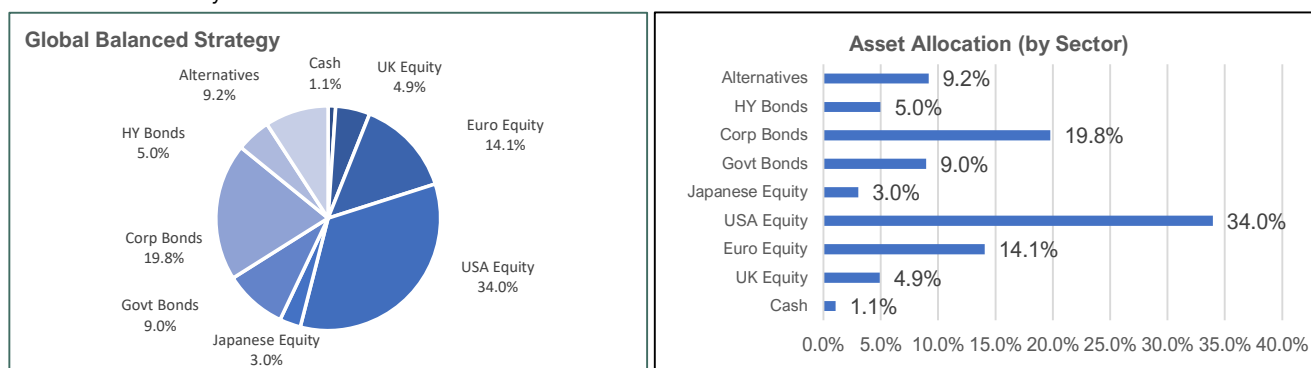 Global Balanced Strategy
Cash
1.1%
UK Equity
4.9%
Euro Equity
14.1%
USA Equity
34.0%
Japanese Equity
3.0%
Govt Bonds
9.0%
Corp Bonds
19.8%
HY Bonds
5.0%
Alternatives
9.2%
Asset Allocation (by Sector)
Alternatives 9.2%
HY Bonds 5.0%
Corp Bonds 19.8%
Govt Bonds 9.0%
Japanese Equity 3.0%
USA Equity 34.0%
Euro Equity 14.1%
UK Equity 4.9%
Cash 1.1%
0.0% 5.0% 10.0% 15.0% 20.0% 25.0% 30.0% 35.0% 40.0%